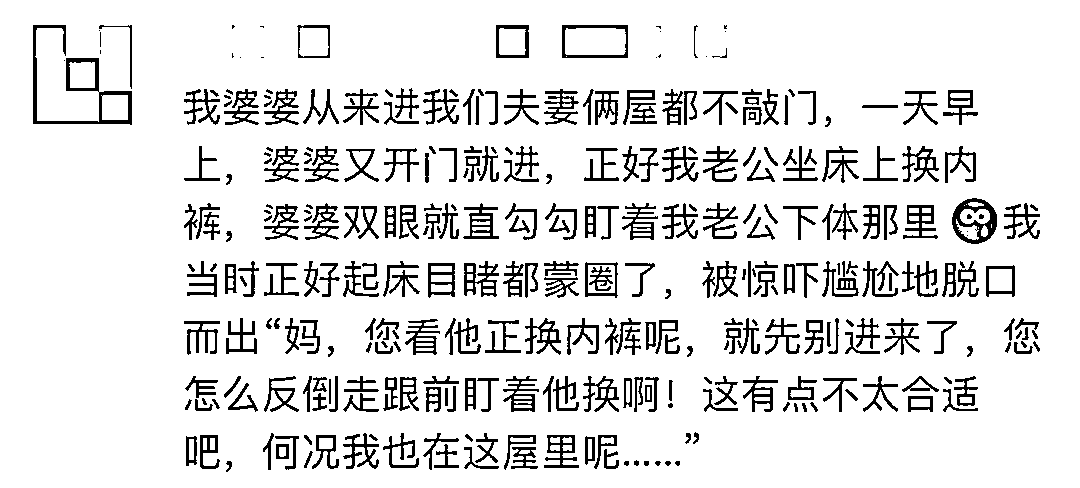 我婆婆从来进我们夫妻俩屋都不敲门，一天早
上，婆婆又开门就进，正好我老公坐床上换内
裤，婆婆双眼就直勾勾盯着我老公下体那里我
当时正好起床目睹都蒙圈了，被惊吓尴尬地脱口
而出“妈，您看他正换内裤呢，就先别进来了，您
怎么反倒走跟前盯着他换啊！这有点不太合适
吧，何况我也在这屋里呢……”